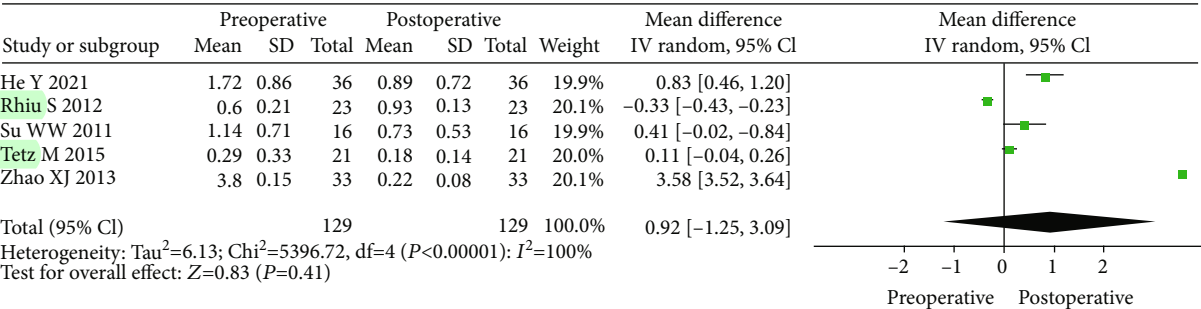 Preoperative Postoperative Mean difference Mean difference
Study or subgroup Mean SD Total Mean SD Total Weight IV random, 95% Cl IV random, 95% Cl
He Y 2021 1.72 0.86 36 0.89 0.72 36 19.9% 0.83 [0.46, 1.20]
Rhiu S 2012 0.6 0.21 23 0.93 0.13 23 20.1% –0.33 [–0.43, –0.23]
Su WW 2011 1.14 0.71 16 0.73 0.53 16 19.9% 0.41 [–0.02, –0.84]
Tetz M 2015 0.29 0.33 21 0.18 0.14 21 20.0% 0.11 [–0.04, 0.26]
Zhao XJ 2013 3.8 0.15 33 0.22 0.08 33 20.1% 3.58 [3.52, 3.64]
Total (95% Cl) 129 129 100.0% 0.92 [–1.25, 3.09]
Heterogeneity: Tau²=6.13; Chi²=5396.72, df=4 (P<0.00001): I²=100%
Test for overall effect: Z=0.83 (P=0.41)
–2 –1 0 1 2
Preoperative Postoperative